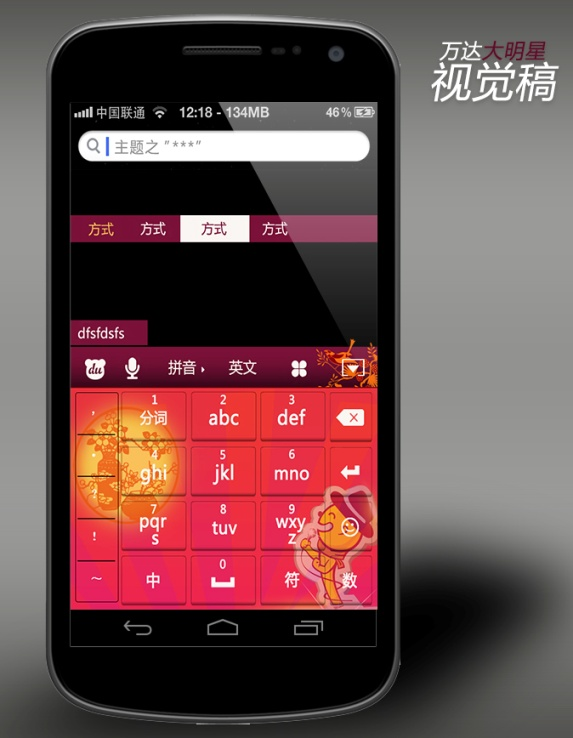 万达大明星
视觉稿
中国联通 12:18 - 134MB 46%
主题之 "***"
方式 方式 方式 方式
dfsfdsfs
du 拼音 英文
, 1 2 3
分词 abc def
4 5 6
ghi jkl mno
?
7 8 9
! pqrs tuv wxyz
0
~ 中 符 数